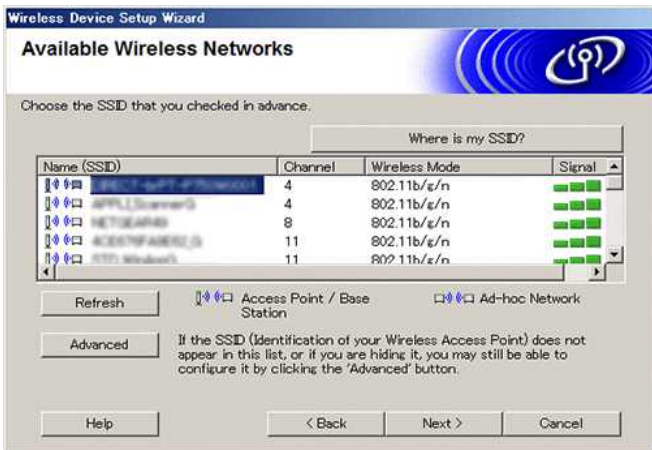 Wireless Device Setup Wizard
Available Wireless Networks
Choose the SSID that you checked in advance.
Where is my SSID?
Name (SSID) Channel Wireless Mode Signal
4 802.11b/g/n
4 802.11b/g/n
8 802.11b/g/n
11 802.11b/g/n
11 802.11b/g/n
Refresh
Access Point / Base
Station
Ad-hoc Network
Advanced
If the SSID (Identification of your Wireless Access Point) does not
appear in this list, or if you are hiding it, you may still be able to
configure it by clicking the 'Advanced' button.
Help < Back Next > Cancel